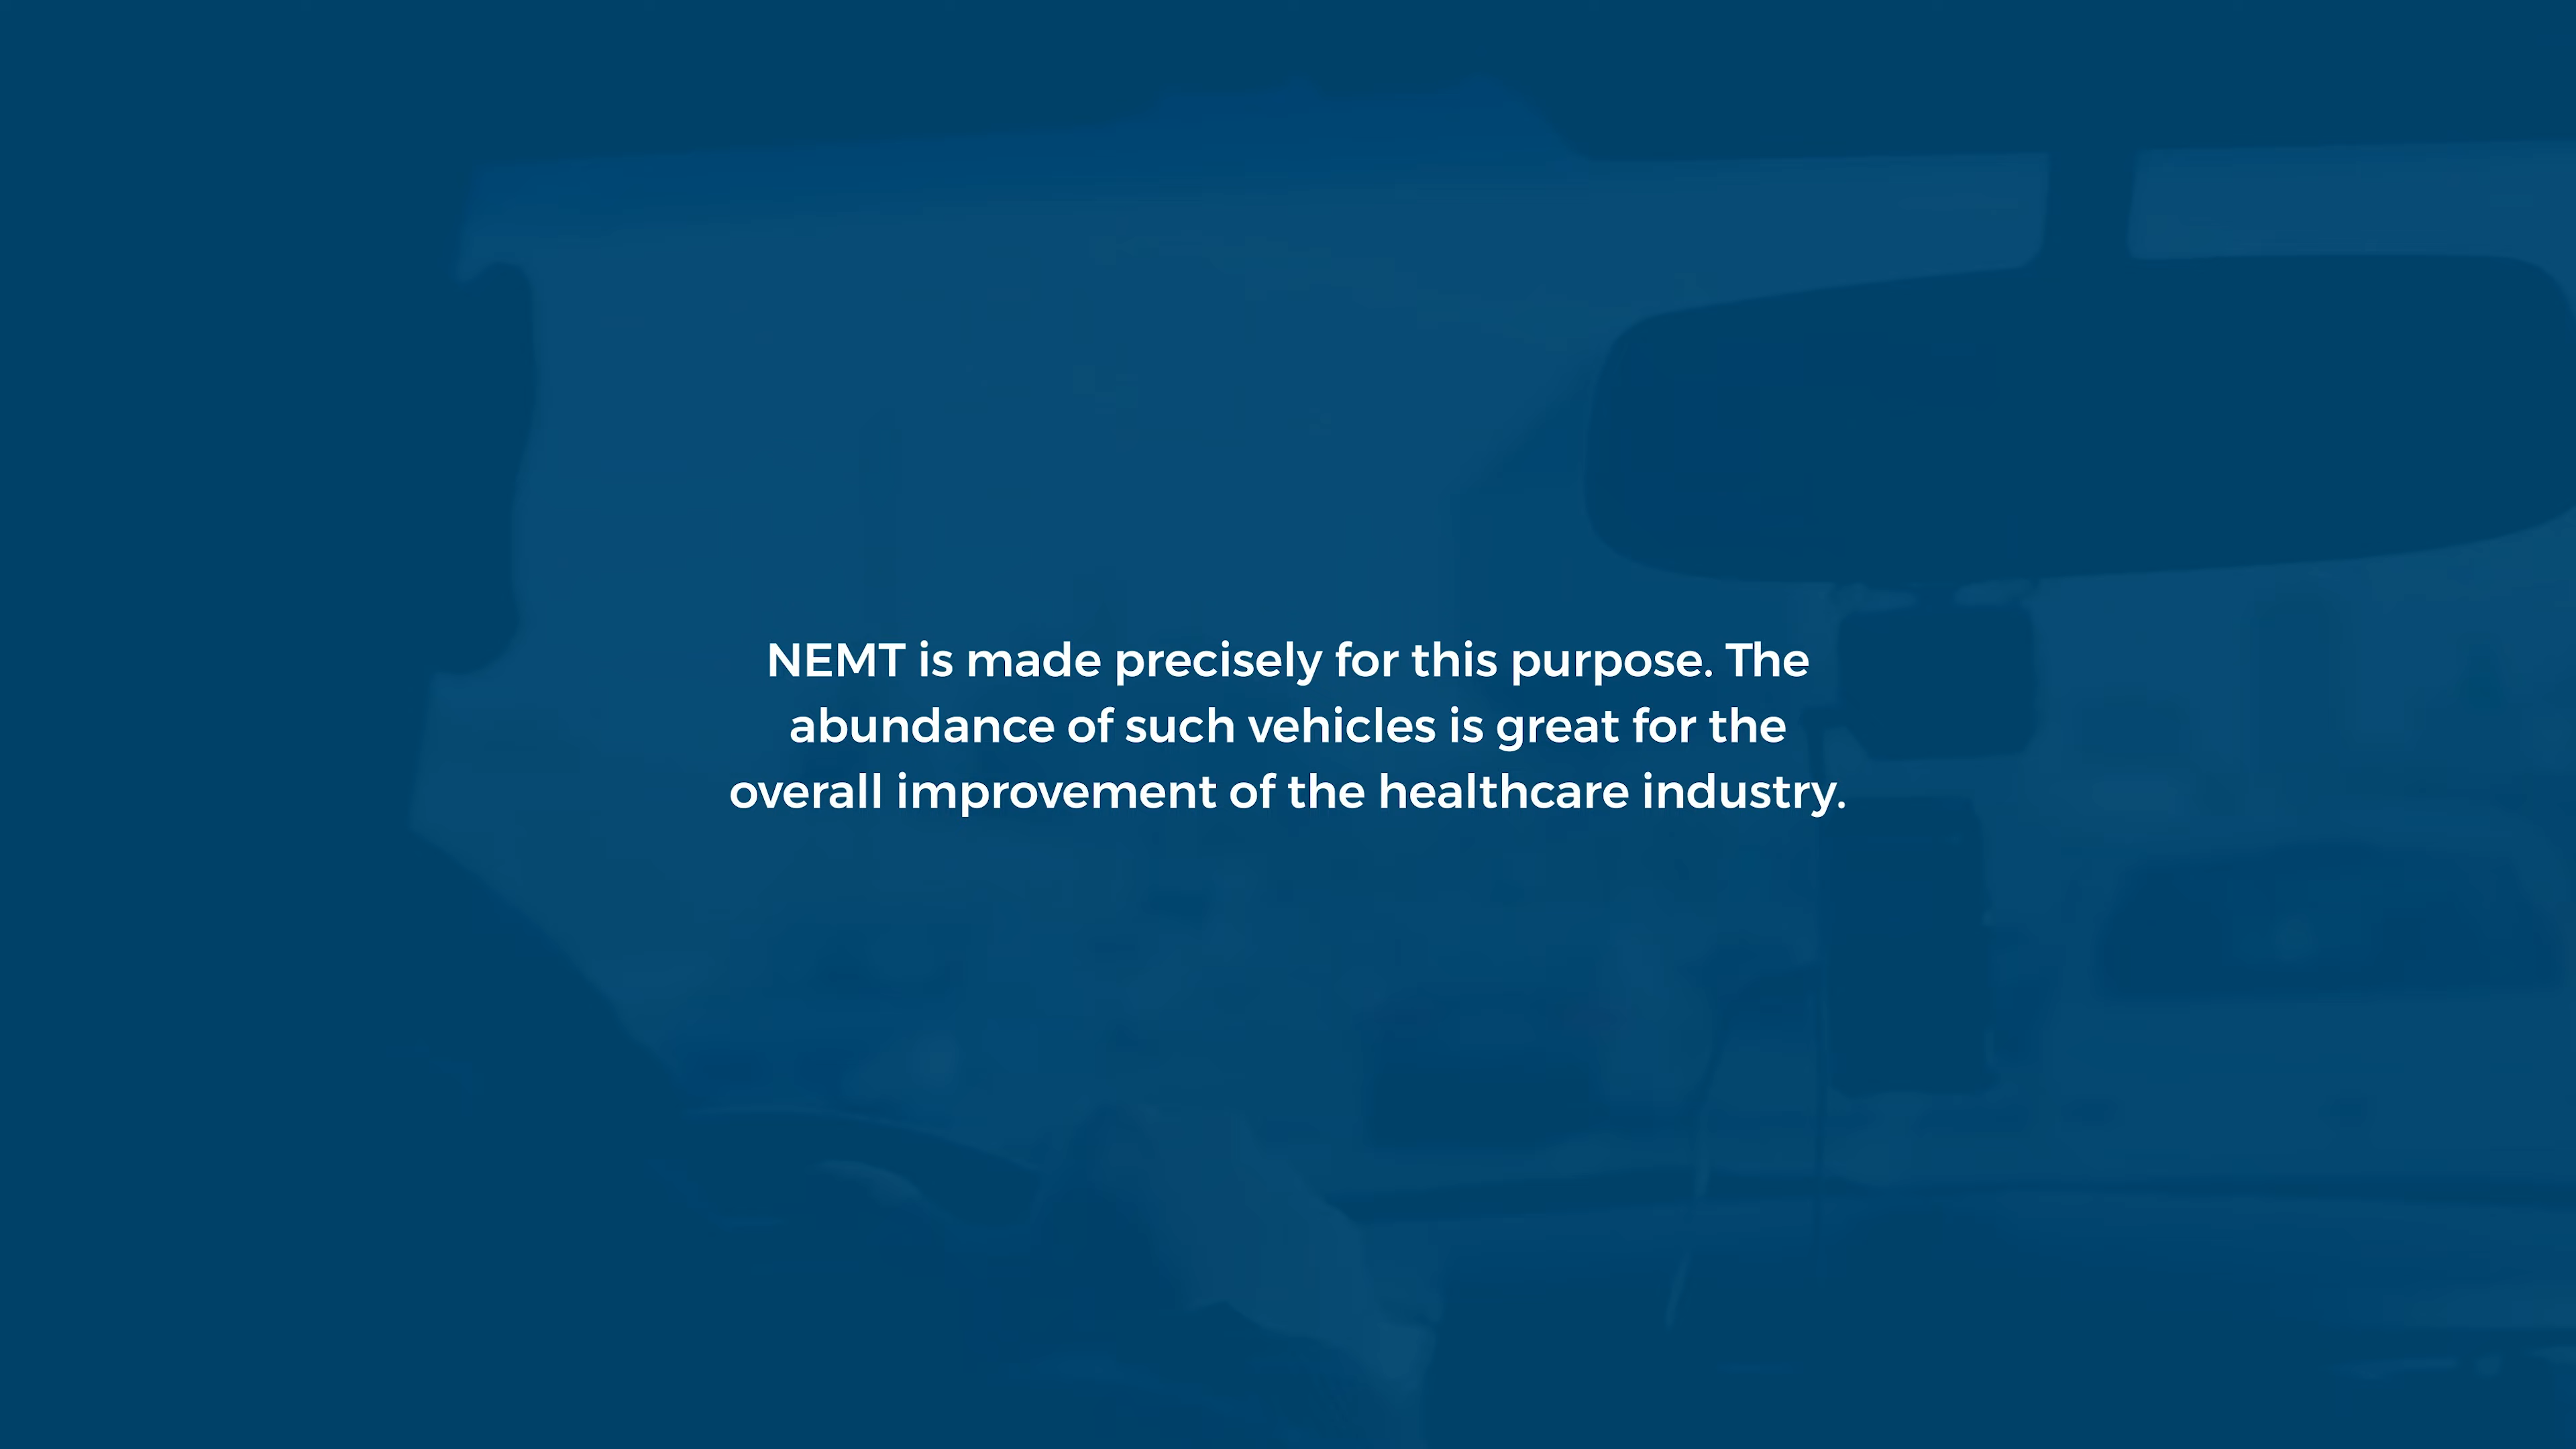 NEMT is made precisely for this purpose. The
abundance of such vehicles is great for the
overall improvement of the healthcare industry.